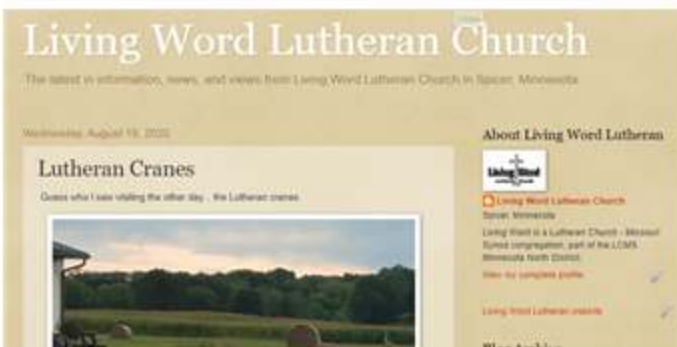 Living Word Lutheran Church
The latest in information, news, and views from Living Word Lutheran Church in Spicer, Minnesota
Wednesday, August 19, 2020
Lutheran Cranes
Guess who I saw visiting the other day... the Lutheran cranes.
About Living Word Lutheran
Living Word
Living Word Lutheran Church
Spicer, Minnesota
Living Word is a Lutheran Church - Missouri
Synod congregation, part of the LCMS
Minnesota North District.
View my complete profile
Living Word Lutheran website
Blog Archive